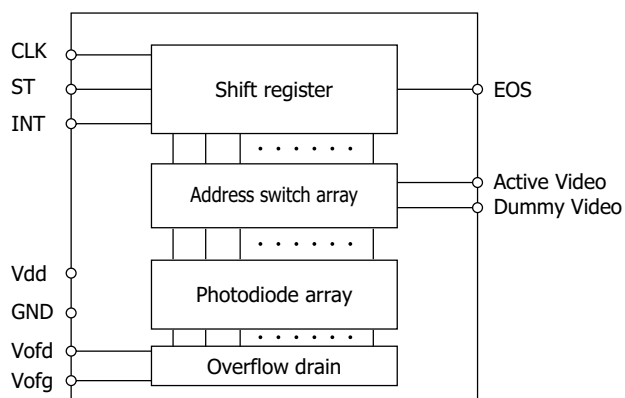 CLK
ST
INT
Shift register
EOS
Address switch array
Active Video
Dummy Video
Vdd
GND
Photodiode array
Vofd
Vofg
Overflow drain